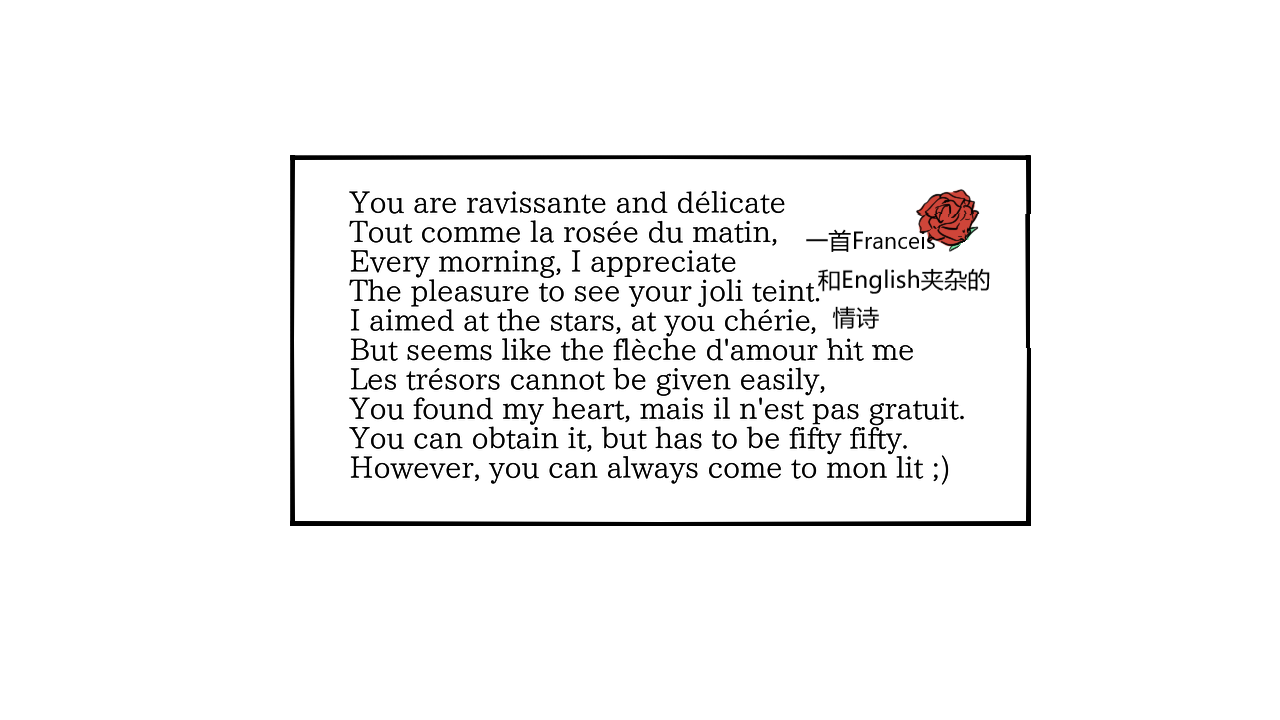 You are ravissante and délicate
Tout comme la rosée du matin,
Every morning, I appreciate
The pleasure to see your joli teint.
I aimed at the stars, at you chérie,
But seems like the flèche d'amour hit me
Les trésors cannot be given easily,
You found my heart, mais il n'est pas gratuit.
You can obtain it, but has to be fifty fifty.
However, you can always come to mon lit ;)
一首Franceis
和English夹杂的
情诗